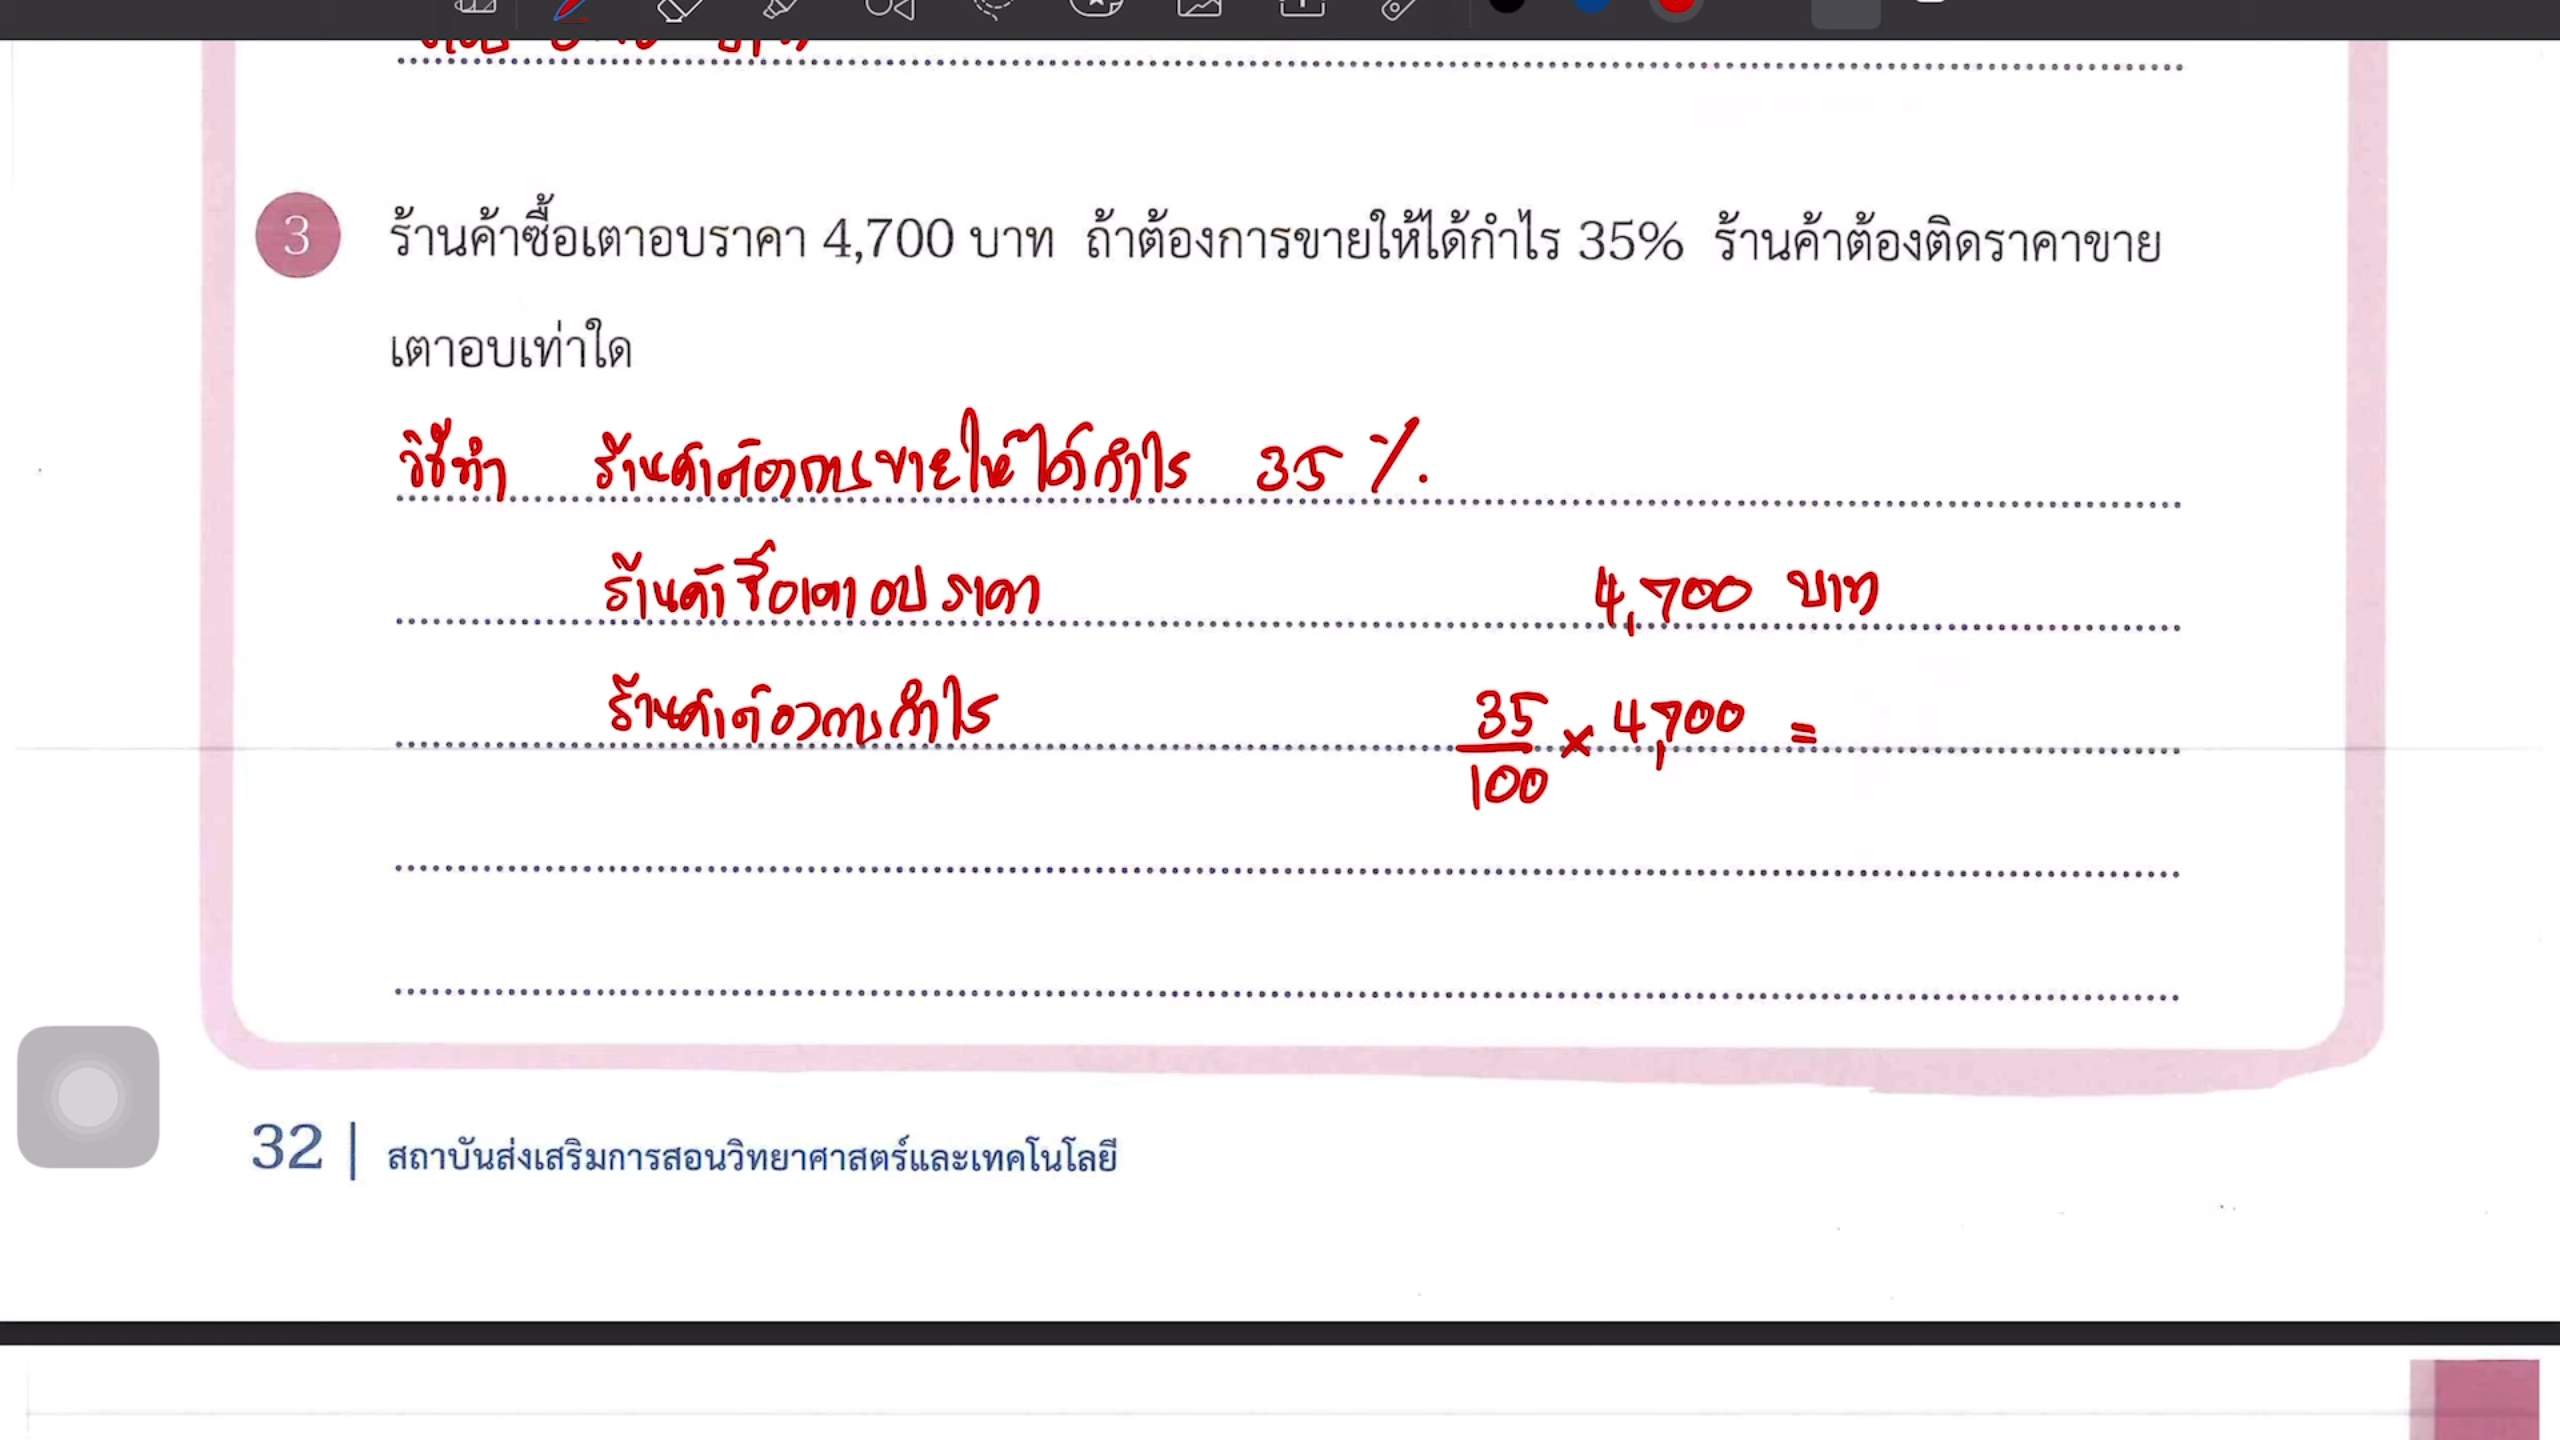 3 ร้านค้าซื้อเตาอบราคา 4,700 บาท ถ้าต้องการขายให้ได้กำไร 35% ร้านค้าต้องติดราคาขาย
เตาอบเท่าใด
วิธีทำ ร้านค้าต้องการขายให้ได้กำไร 35 %.
ร้านค้าซื้อเตาอบ ราคา 4,700 บาท
ร้านค้าต้องการกำไร 35/100 × 4,700 =
32 | สถาบันส่งเสริมการสอนวิทยาศาสตร์และเทคโนโลยี